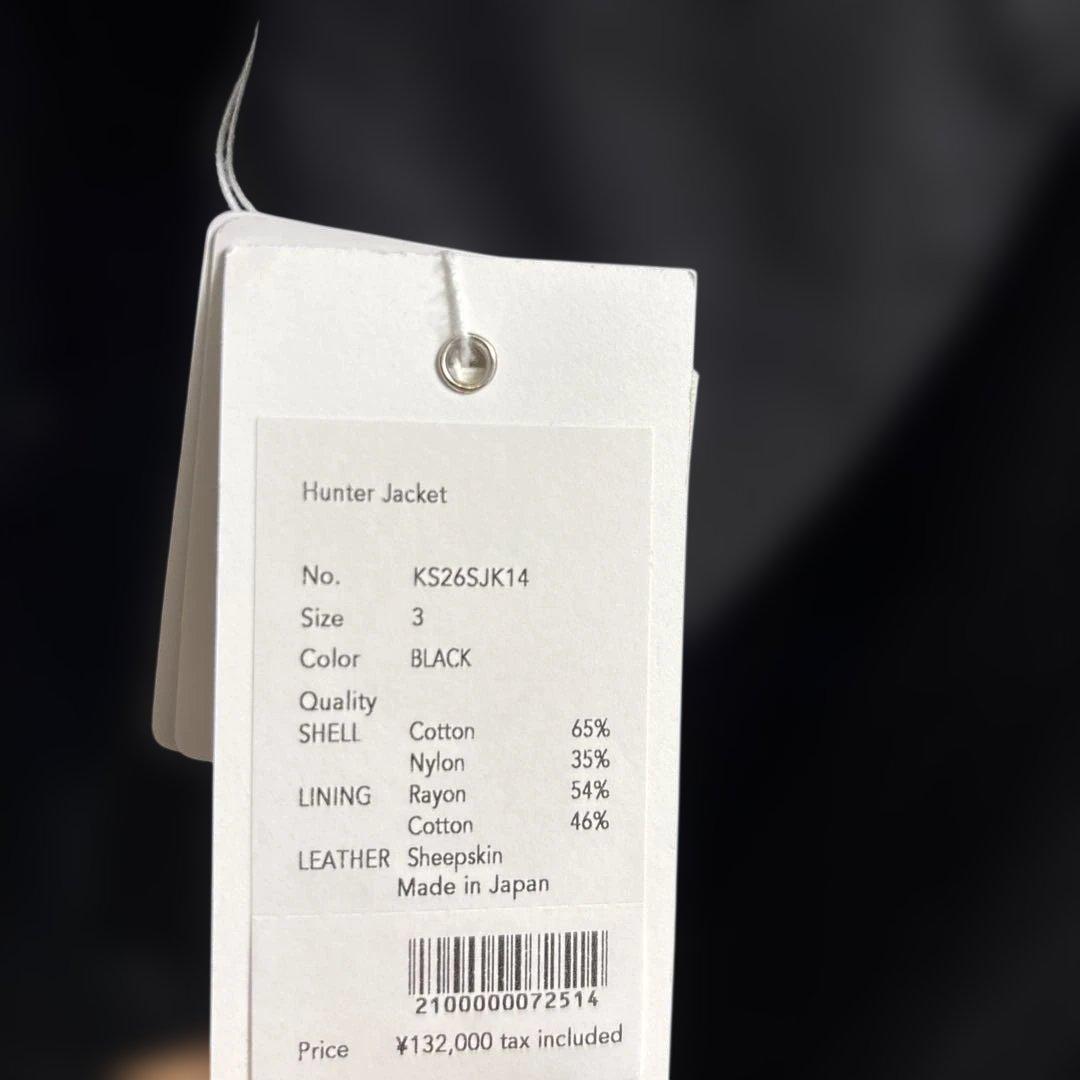 Hunter Jacket
No. KS26SJK14
Size 3
Color BLACK
Quality
SHELL Cotton 65%
Nylon 35%
LINING Rayon 54%
Cotton 46%
LEATHER Sheepskin
Made in Japan
2100000072514
Price ¥132,000 tax included